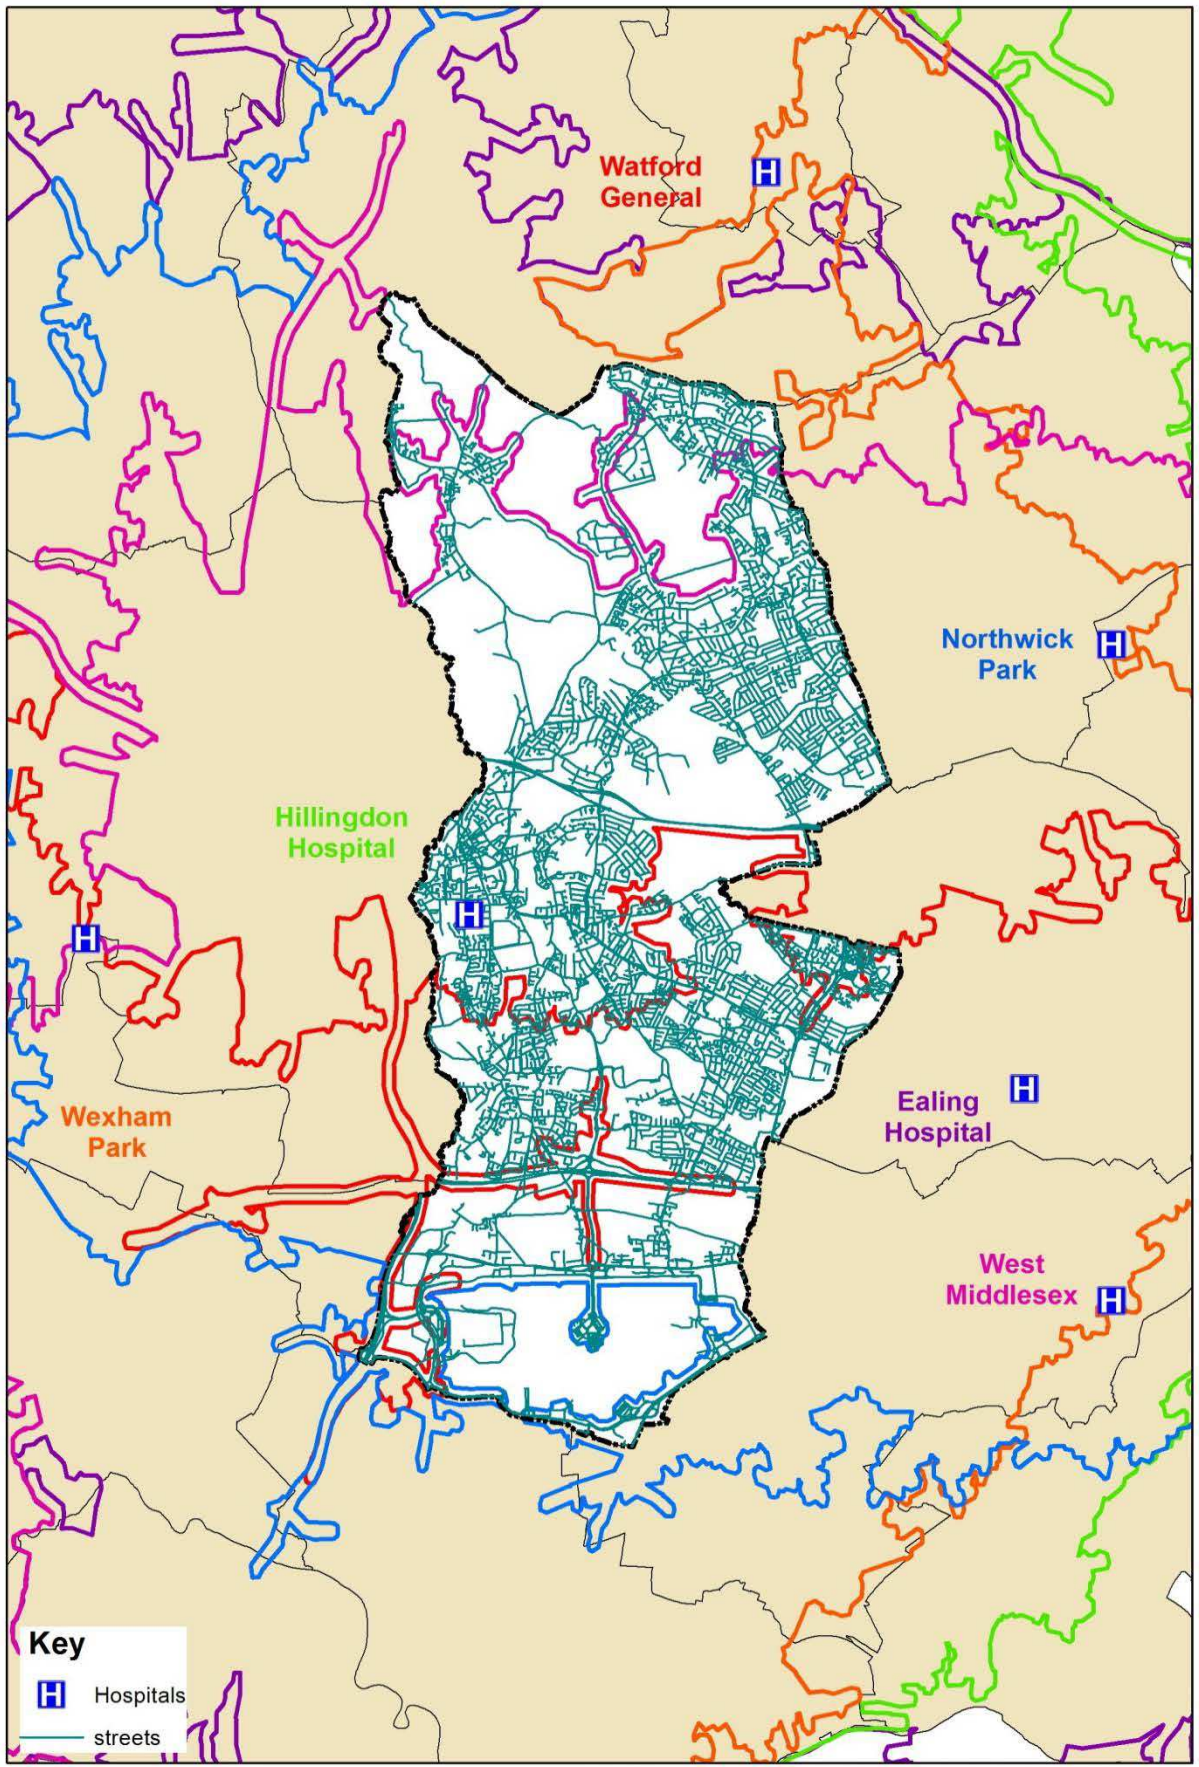 Watford
General
H
Northwick
Park
H
Hillingdon
Hospital
H
H
Ealing
Hospital
H
Wexham
Park
West
Middlesex
H
Key
H Hospitals
streets